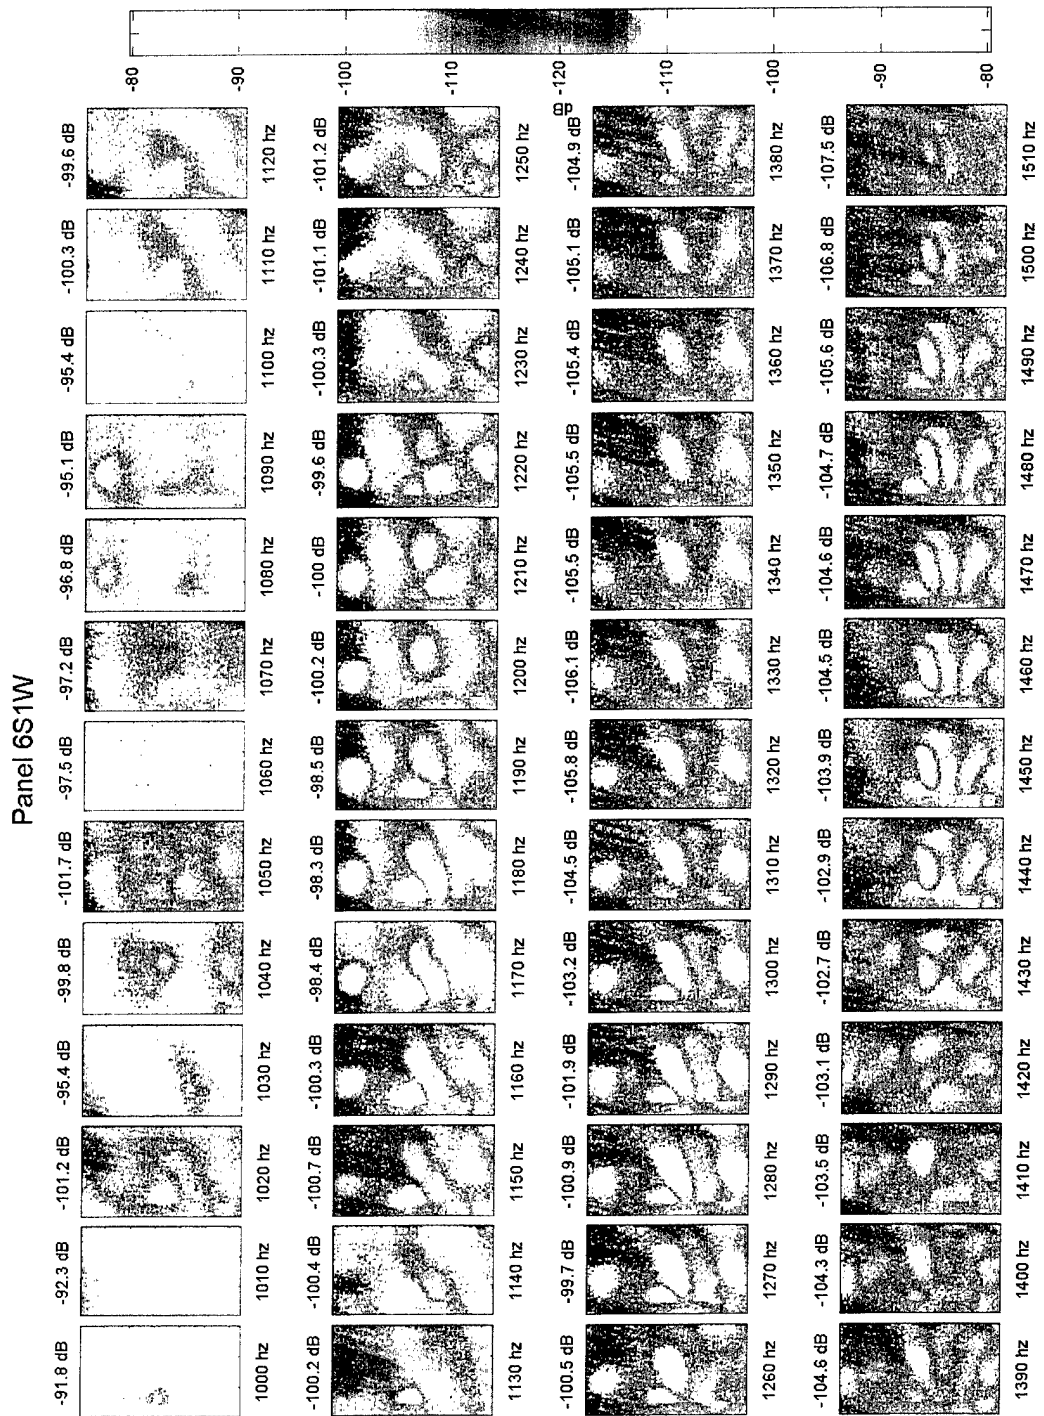 Panel 6S1W
-91.8 dB -92.3 dB -101.2 dB -95.4 dB -99.8 dB -101.7 dB -97.5 dB -97.2 dB -96.8 dB -95.1 dB -95.4 dB -100.3 dB -99.6 dB
1000 hz 1010 hz 1020 hz 1030 hz 1040 hz 1050 hz 1060 hz 1070 hz 1080 hz 1090 hz 1100 hz 1110 hz 1120 hz
-100.2 dB -100.4 dB -100.7 dB -100.3 dB -98.4 dB -98.3 dB -98.5 dB -100.2 dB -100 dB -99.6 dB -100.3 dB -101.1 dB -101.2 dB
1130 hz 1140 hz 1150 hz 1160 hz 1170 hz 1180 hz 1190 hz 1200 hz 1210 hz 1220 hz 1230 hz 1240 hz 1250 hz
-100.5 dB -99.7 dB -100.9 dB -101.9 dB -103.2 dB -104.5 dB -105.8 dB -106.1 dB -105.5 dB -105.5 dB -105.4 dB -105.1 dB -104.9 dB
1260 hz 1270 hz 1280 hz 1290 hz 1300 hz 1310 hz 1320 hz 1330 hz 1340 hz 1350 hz 1360 hz 1370 hz 1380 hz
-104.6 dB -104.3 dB -103.5 dB -103.1 dB -102.7 dB -102.9 dB -103.9 dB -104.5 dB -104.6 dB -104.7 dB -105.6 dB -106.8 dB -107.5 dB
1390 hz 1400 hz 1410 hz 1420 hz 1430 hz 1440 hz 1450 hz 1460 hz 1470 hz 1480 hz 1490 hz 1500 hz 1510 hz
-80
-90
-100
-110
dB
-120
-110
-100
-90
-80